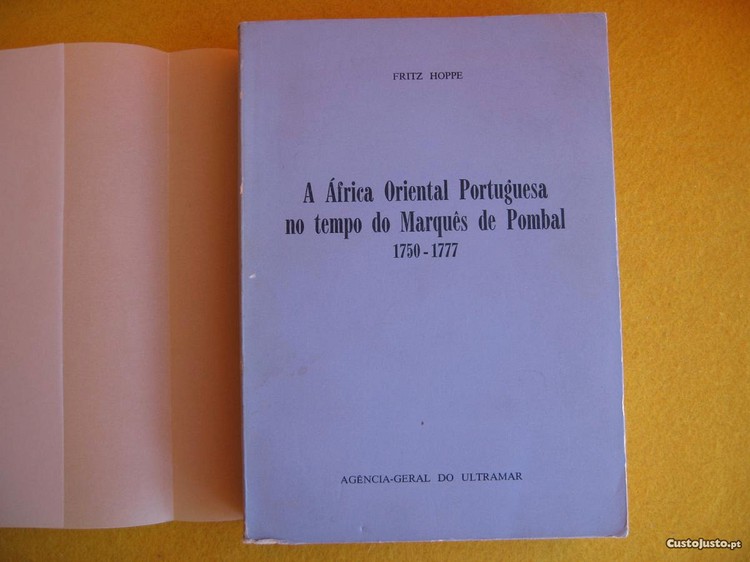 FRITZ HOPPE
A África Oriental Portuguesa
no tempo do Marquês de Pombal
1750 - 1777
AGÊNCIA-GERAL DO ULTRAMAR
CustoJusto.pt